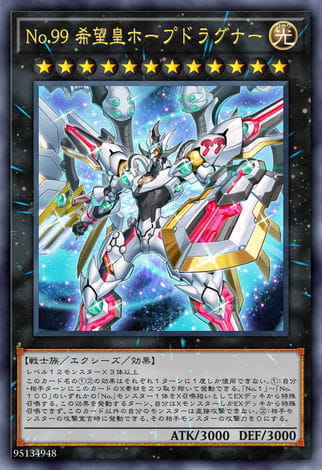 No.99 希望皇ホープドラグナー
光
99
【戦士族／エクシーズ／効果】
レベル１２モンスター×３体以上
このカード名の①②の効果はそれぞれ１ターンに１度しか使用できない。①：自分・相手ターンにこのカードのX素材を２つ取り除いて発動できる。「No.１」～「No.
１００」のいずれかの「No.」モンスター１体をX召喚扱いとしてEXデッキから特殊
召喚する。この効果を発動するターン、自分はXモンスターしかEXデッキから特殊
召喚できず、このカード以外の自分のモンスターは直接攻撃できない。②：相手モ
ンスターの攻撃宣言時に発動できる。その相手モンスターの攻撃力を０にする。
ATK/3000 DEF/3000
95134948